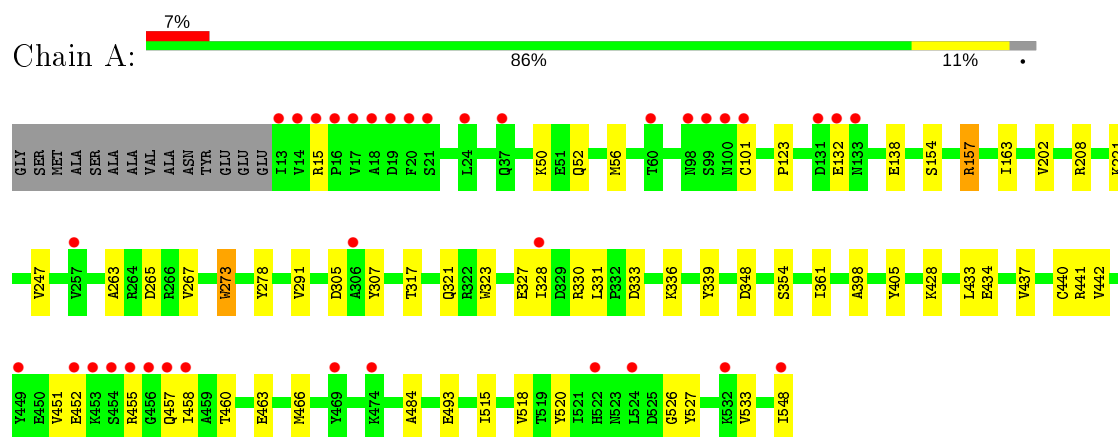 7%
Chain A:
86% 11% •
GLY SER MET ALA SER SER ALA ALA ALA VAL ALA ASN TYR GLU GLU GLU I13 V14 R15 P16 V17 A18 D19 F20 S21 L24 Q37 K50 E51 Q52 M56 T60 N98 S99 N100 C101 P123 D131 E132 N133 E138 S154 R157 I163 V202 R208
V247 V257 A263 R264 D265 R266 V267 W273 Y278 V291 D305 A306 Y307 T317 Q321 R322 W323 E327 I328 D329 R330 L331 P332 D333 K336 Y339 D348 S354 I361 A398 Y405 K428 L433 E434 V437 C440 R441 V442
Y449 E450 V451 E452 K453 S454 R455 G456 Q457 I458 A459 T460 E463 M466 Y469 K474 A484 E493 I515 V518 T519 Y520 I521 H522 N523 L524 D525 G526 Y527 K532 V533 I548